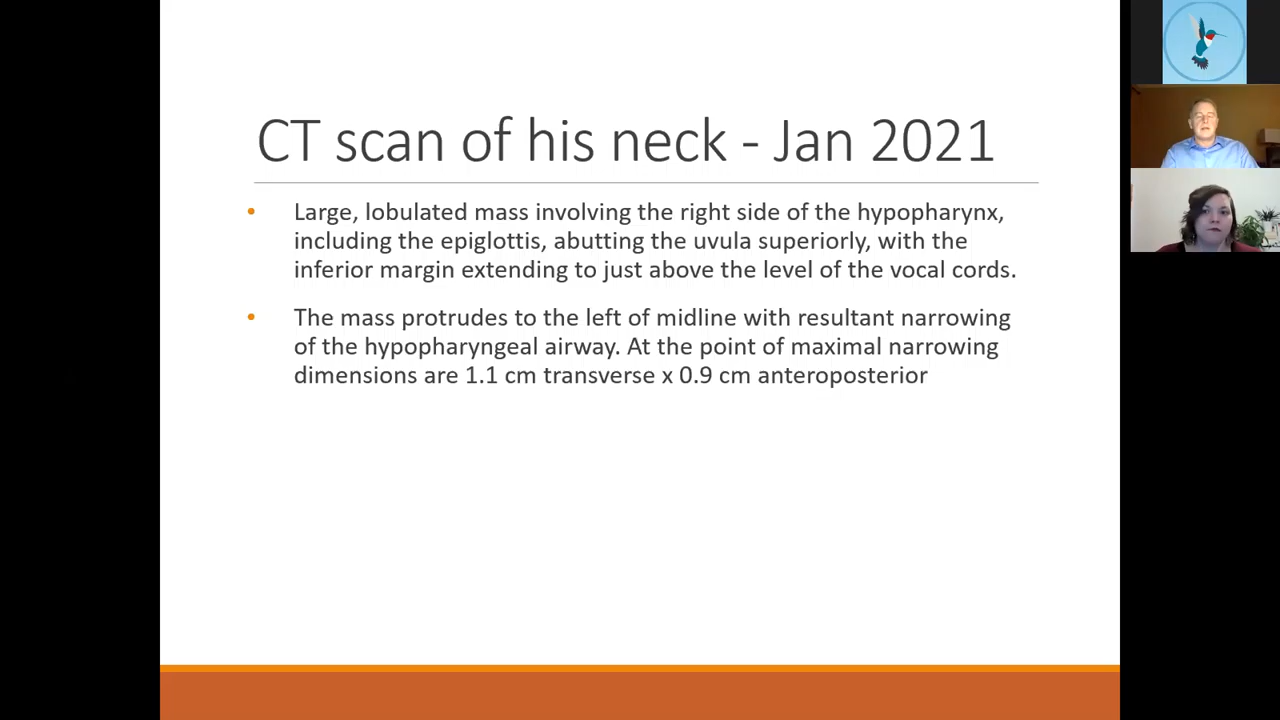 CT scan of his neck - Jan 2021
• Large, lobulated mass involving the right side of the hypopharynx,
including the epiglottis, abutting the uvula superiorly, with the
inferior margin extending to just above the level of the vocal cords.
• The mass protrudes to the left of midline with resultant narrowing
of the hypopharyngeal airway. At the point of maximal narrowing
dimensions are 1.1 cm transverse x 0.9 cm anteroposterior